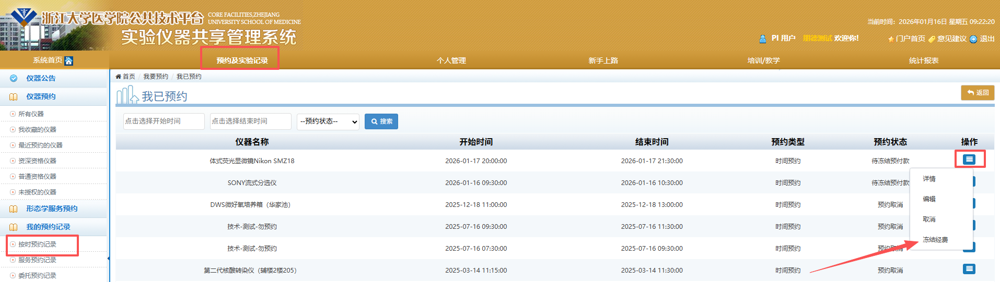 浙江大学医学院公共技术平台
CORE FACILITIES,ZHEJIANG
UNIVERSITY SCHOOL OF MEDICINE
实验仪器共享管理系统
当前时间：2026年01月16日 星期五 09:22:20
PI 用户 朋德测试 欢迎你!
门户首页 意见建议 退出
系统首页 预约及实验记录 个人管理 新手上路 培训/教学 统计报表
仪器公告
仪器预约
所有仪器
我收藏的仪器
最近预约的仪器
资深资格仪器
普通资格仪器
未授权的仪器
形态学服务预约
我的预约记录
按时预约记录
服务预约记录
委托预约记录
首页 / 我要预约 / 我已预约
我已预约
返回
点击选择开始时间 点击选择结束时间 --预约状态-- 搜索
仪器名称 开始时间 结束时间 预约类型 预约状态 操作
体式荧光显微镜Nikon SMZ18 2026-01-17 20:00:00 2026-01-17 21:30:00 时间预约 待冻结预付款
SONY流式分选仪 2026-01-16 09:30:00 2026-01-16 10:30:00 时间预约 待冻结预付款
DWS微好氧培养箱（华家池） 2025-12-18 11:00:00 2025-12-18 13:00:00 时间预约 预约取消
技术-测试-勿预约 2025-07-16 09:30:00 2025-07-16 11:30:00 时间预约 预约取消
技术-测试-勿预约 2025-07-16 07:30:00 2025-07-16 09:30:00 时间预约 预约取消
第二代核酸转染仪（辅楼2楼205） 2025-03-14 11:15:00 2025-03-14 11:30:00 时间预约 预约取消
详情
编辑
取消
冻结经费